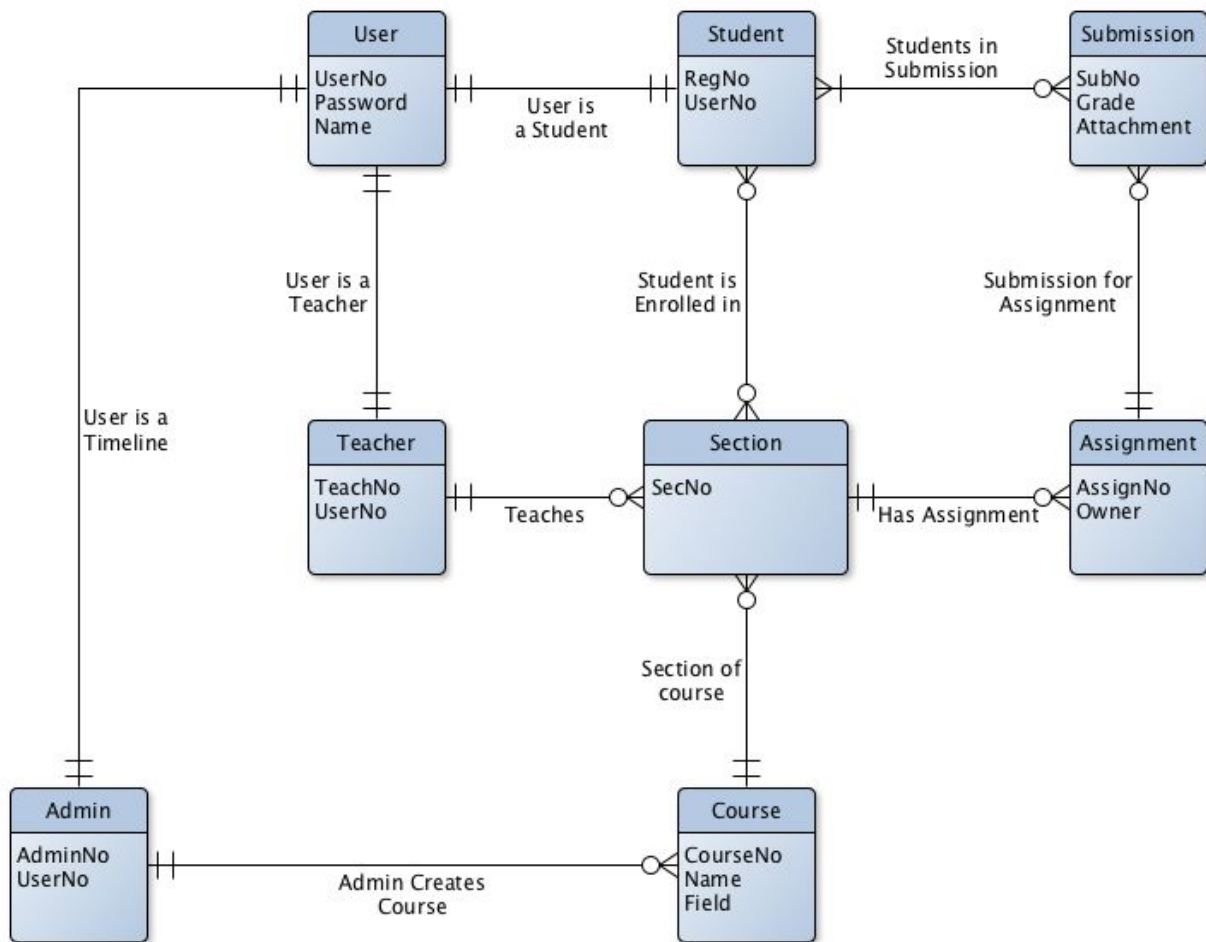 User
UserNo
Password
Name
User is
a Student
Student
RegNo
UserNo
Students in
Submission
Submission
SubNo
Grade
Attachment
User is a
Teacher
Student is
Enrolled in
Submission for
Assignment
User is a
Timeline
Teacher
TeachNo
UserNo
Teaches
Section
SecNo
Has Assignment
Assignment
AssignNo
Owner
Section of
course
Admin
AdminNo
UserNo
Admin Creates
Course
Course
CourseNo
Name
Field